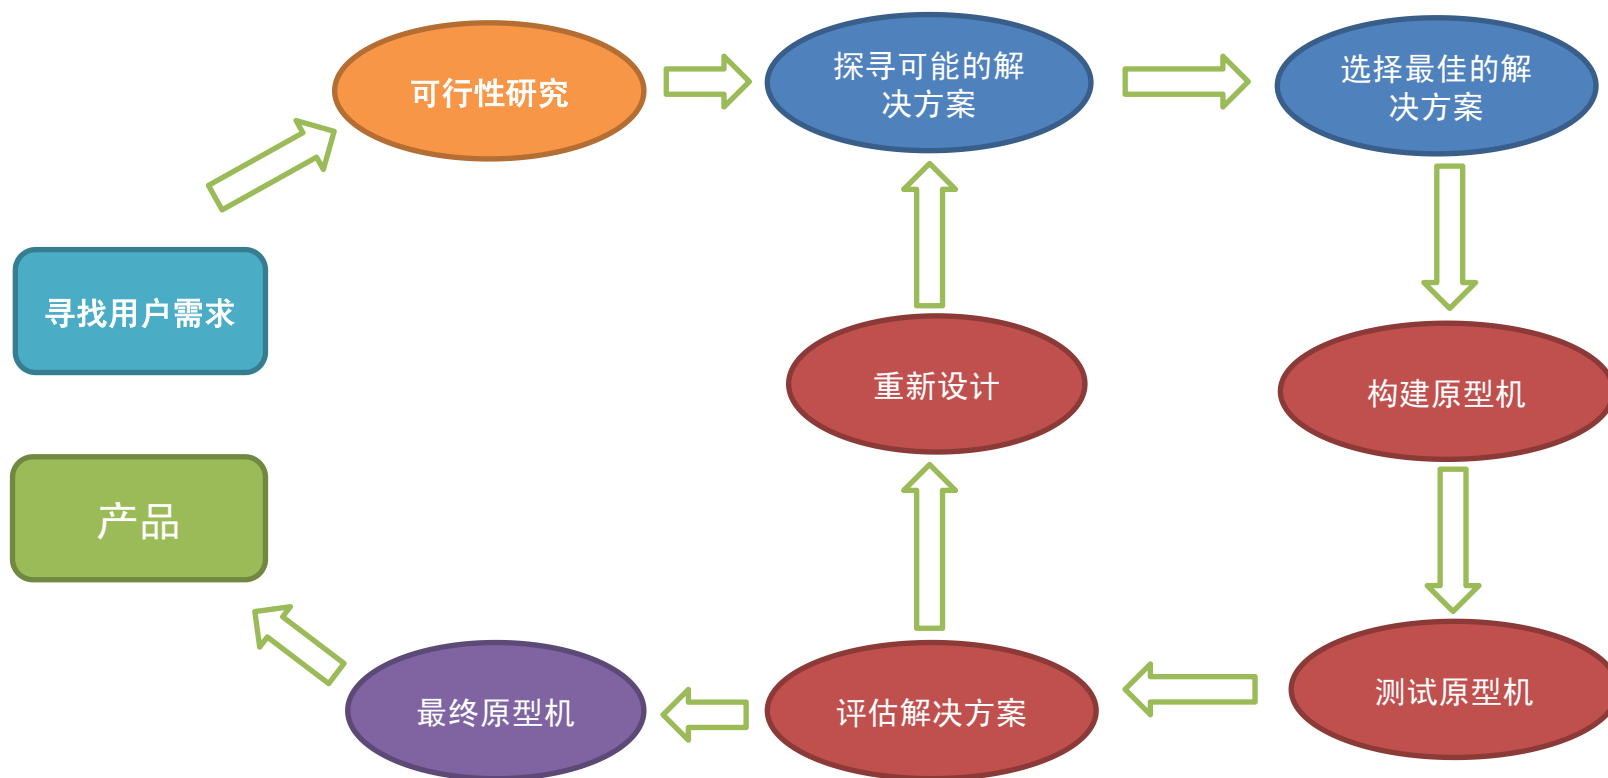 可行性研究
探寻可能的解
决方案
选择最佳的解
决方案
寻找用户需求
重新设计
构建原型机
产品
最终原型机
评估解决方案
测试原型机